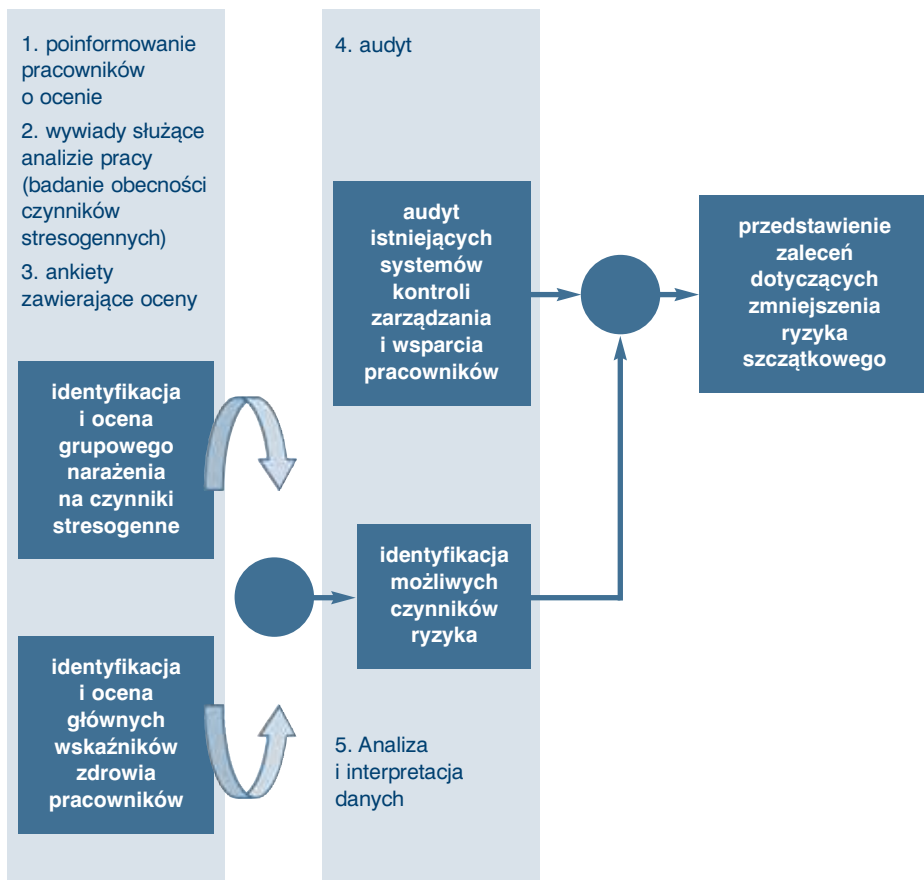 1. poinformowanie
pracowników
o ocenie
2. wywiady służące
analizie pracy
(badanie obecności
czynników
stresogennych)
3. ankiety
zawierające oceny
identyfikacja
i ocena
grupowego
narażenia
na czynniki
stresogenne
identyfikacja
i ocena
głównych
wskaźników
zdrowia
pracowników
4. audyt
audyt
istniejących
systemów
kontroli
zarządzania
i wsparcia
pracowników
identyfikacja
możliwych
czynników
ryzyka
5. Analiza
i interpretacja
danych
przedstawienie
zaleceń
dotyczących
zmniejszenia
ryzyka
szczątkowego